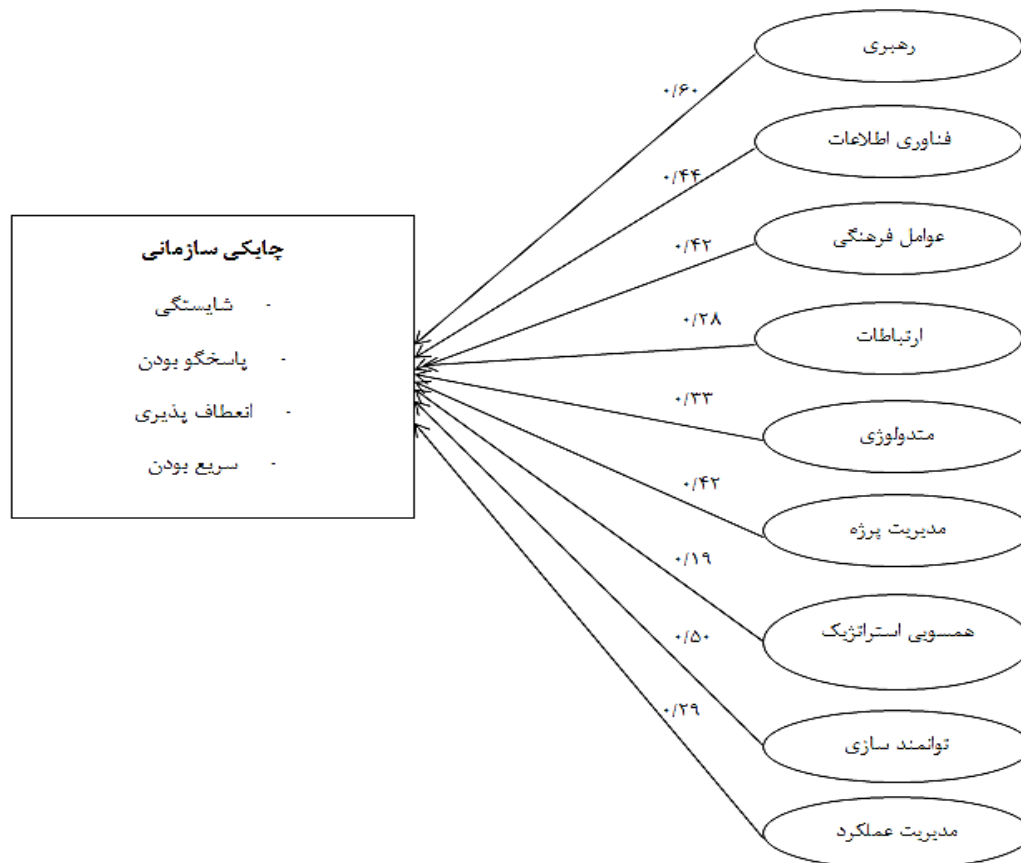 رهبری
۰/۶۰
فناوری اطلاعات
۰/۴۴
عوامل فرهنگی
۰/۴۲
ارتباطات
۰/۲۸
متدولوژی
۰/۳۳
مدیریت پرژه
۰/۴۲
همسویی استراتژیک
۰/۱۹
توانمند سازی
۰/۵۰
مدیریت عملکرد
۰/۲۹
چابکی سازمانی
- شایستگی
- پاسخگو بودن
- انعطاف پذیری
- سریع بودن